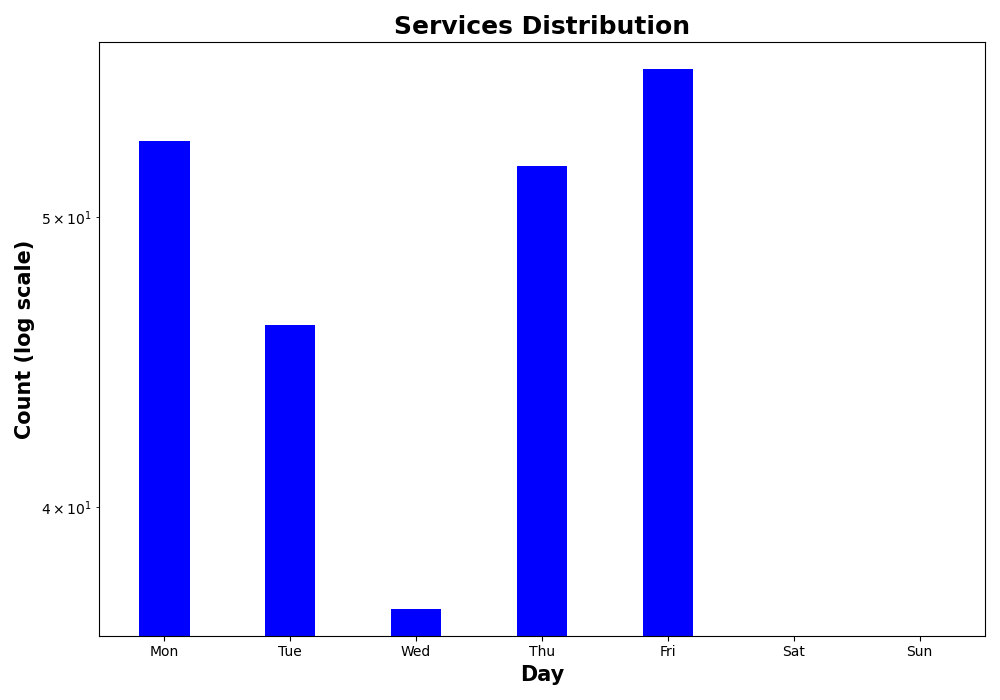 Services Distribution
Count (log scale)
5 × 10¹
4 × 10¹
Mon Tue Wed Thu Fri Sat Sun
Day